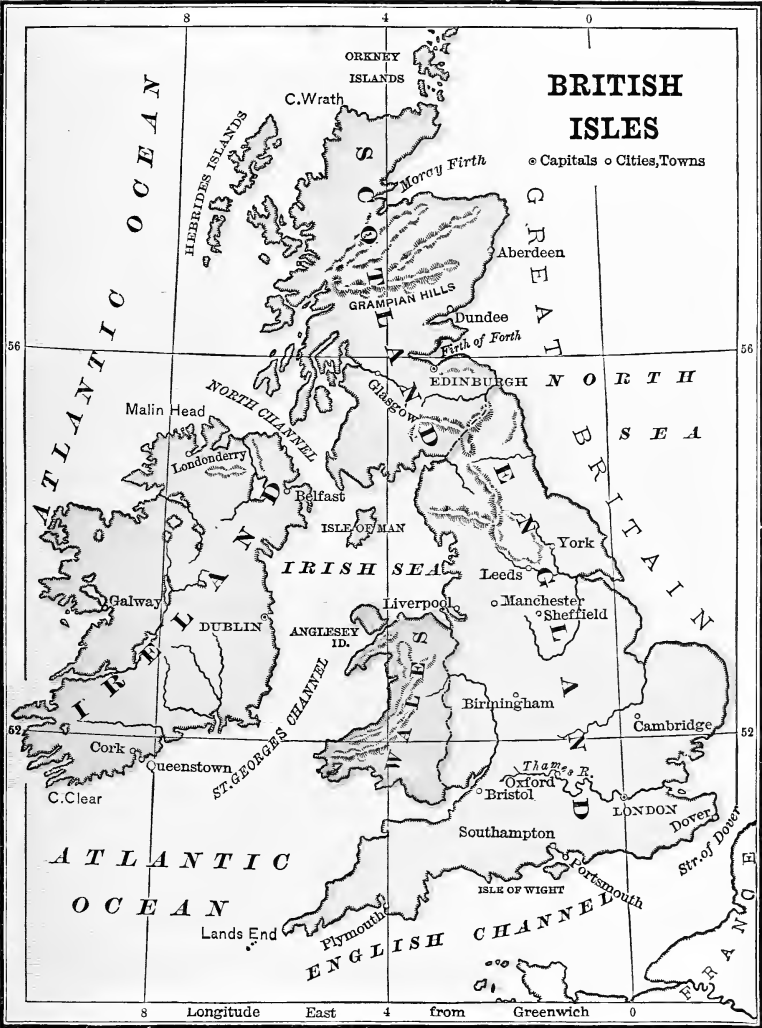 8 4 0
ORKNEY
ISLANDS
BRITISH
ISLES
Capitals Cities,Towns
C.Wrath
ATLANTIC OCEAN
HEBRIDES ISLANDS
SCOTLAND
Moray Firth
GREAT BRITAIN
Aberdeen
GRAMPIAN HILLS
Dundee
Firth of Forth
56 56
EDINBURGH
NORTH
SEA
Glasgow
NORTH CHANNEL
Malin Head
Londonderry
Belfast
ENGLAND
ISLE OF MAN
York
IRISH SEA
Leeds
IRELAND
Galway
Liverpool
Manchester
Sheffield
DUBLIN
ANGLESEY
ID.
WALES
Birmingham
Cambridge
52 52
ST.GEORGES CHANNEL
Cork
Queenstown
Thames R.
Oxford
Bristol
C.Clear
LONDON
Dover
Str.of Dover
Southampton
Portsmouth
ATLANTIC
OCEAN
ISLE OF WIGHT
Lands End
Plymouth
ENGLISH CHANNEL
FRANCE
8 Longitude East 4 from Greenwich 0